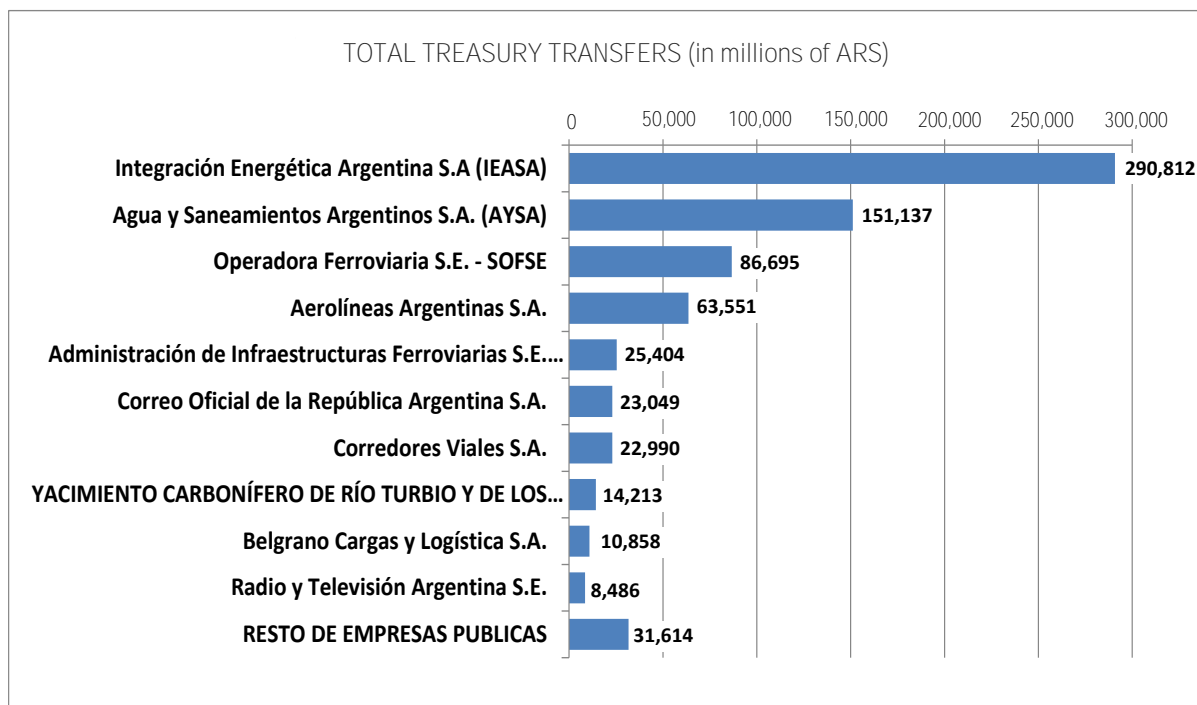 TOTAL TREASURY TRANSFERS (in millions of ARS)
0 50,000 100,000 150,000 200,000 250,000 300,000
Integración Energética Argentina S.A (IEASA) 290,812
Agua y Saneamientos Argentinos S.A. (AYSA) 151,137
Operadora Ferroviaria S.E. - SOFSE 86,695
Aerolíneas Argentinas S.A. 63,551
Administración de Infraestructuras Ferroviarias S.E.... 25,404
Correo Oficial de la República Argentina S.A. 23,049
Corredores Viales S.A. 22,990
YACIMIENTO CARBONÍFERO DE RÍO TURBIO Y DE LOS... 14,213
Belgrano Cargas y Logística S.A. 10,858
Radio y Televisión Argentina S.E. 8,486
RESTO DE EMPRESAS PUBLICAS 31,614